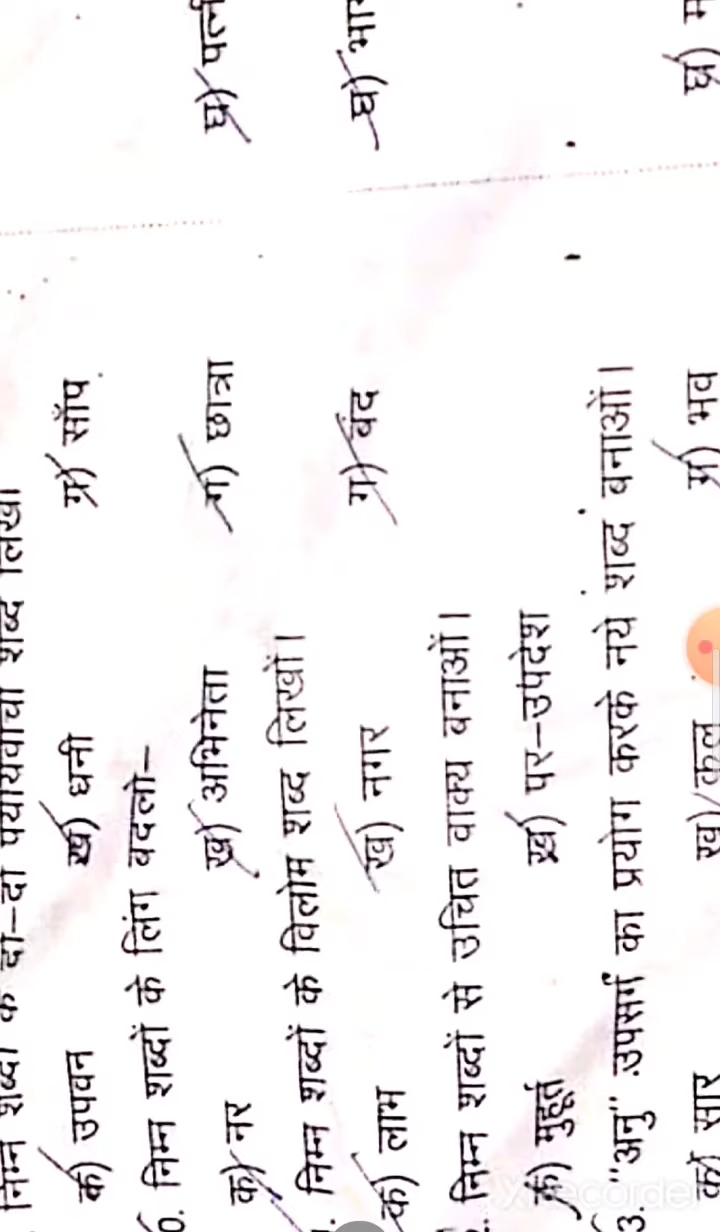 निम्न शब्दों के दो-दो पर्यायवाची शब्द लिखो
क) उपवन ख) धनी ग) साँप
6. निम्न शब्दों के लिंग बदलो-
क) नर ख) अभिनेता ग) छात्रा घ)
निम्न शब्दों के विलोम शब्द लिखों।
क) लाभ ख) नगर ग) बंद घ)
निम्न शब्दों से उचित वाक्य बनाओं।
क) मुहूर्त ख) पर-उपदेश
3. "अनु" उपसर्ग का प्रयोग करके नये शब्द बनाओं।
क) सार ख) कूल ग) भव घ)
XRecorder